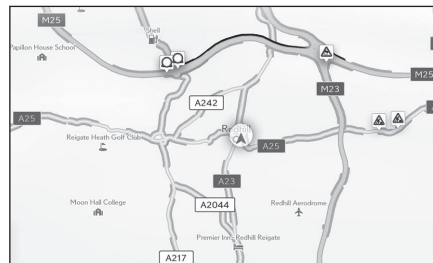 M25
Shell
Papillon House School
M25
M23
A242
A25
Reigate Heath Golf Club
Redhill
A25
A23
Moon Hall College
A2044
Redhill Aerodrome
Premier Inn Redhill Reigate
A217